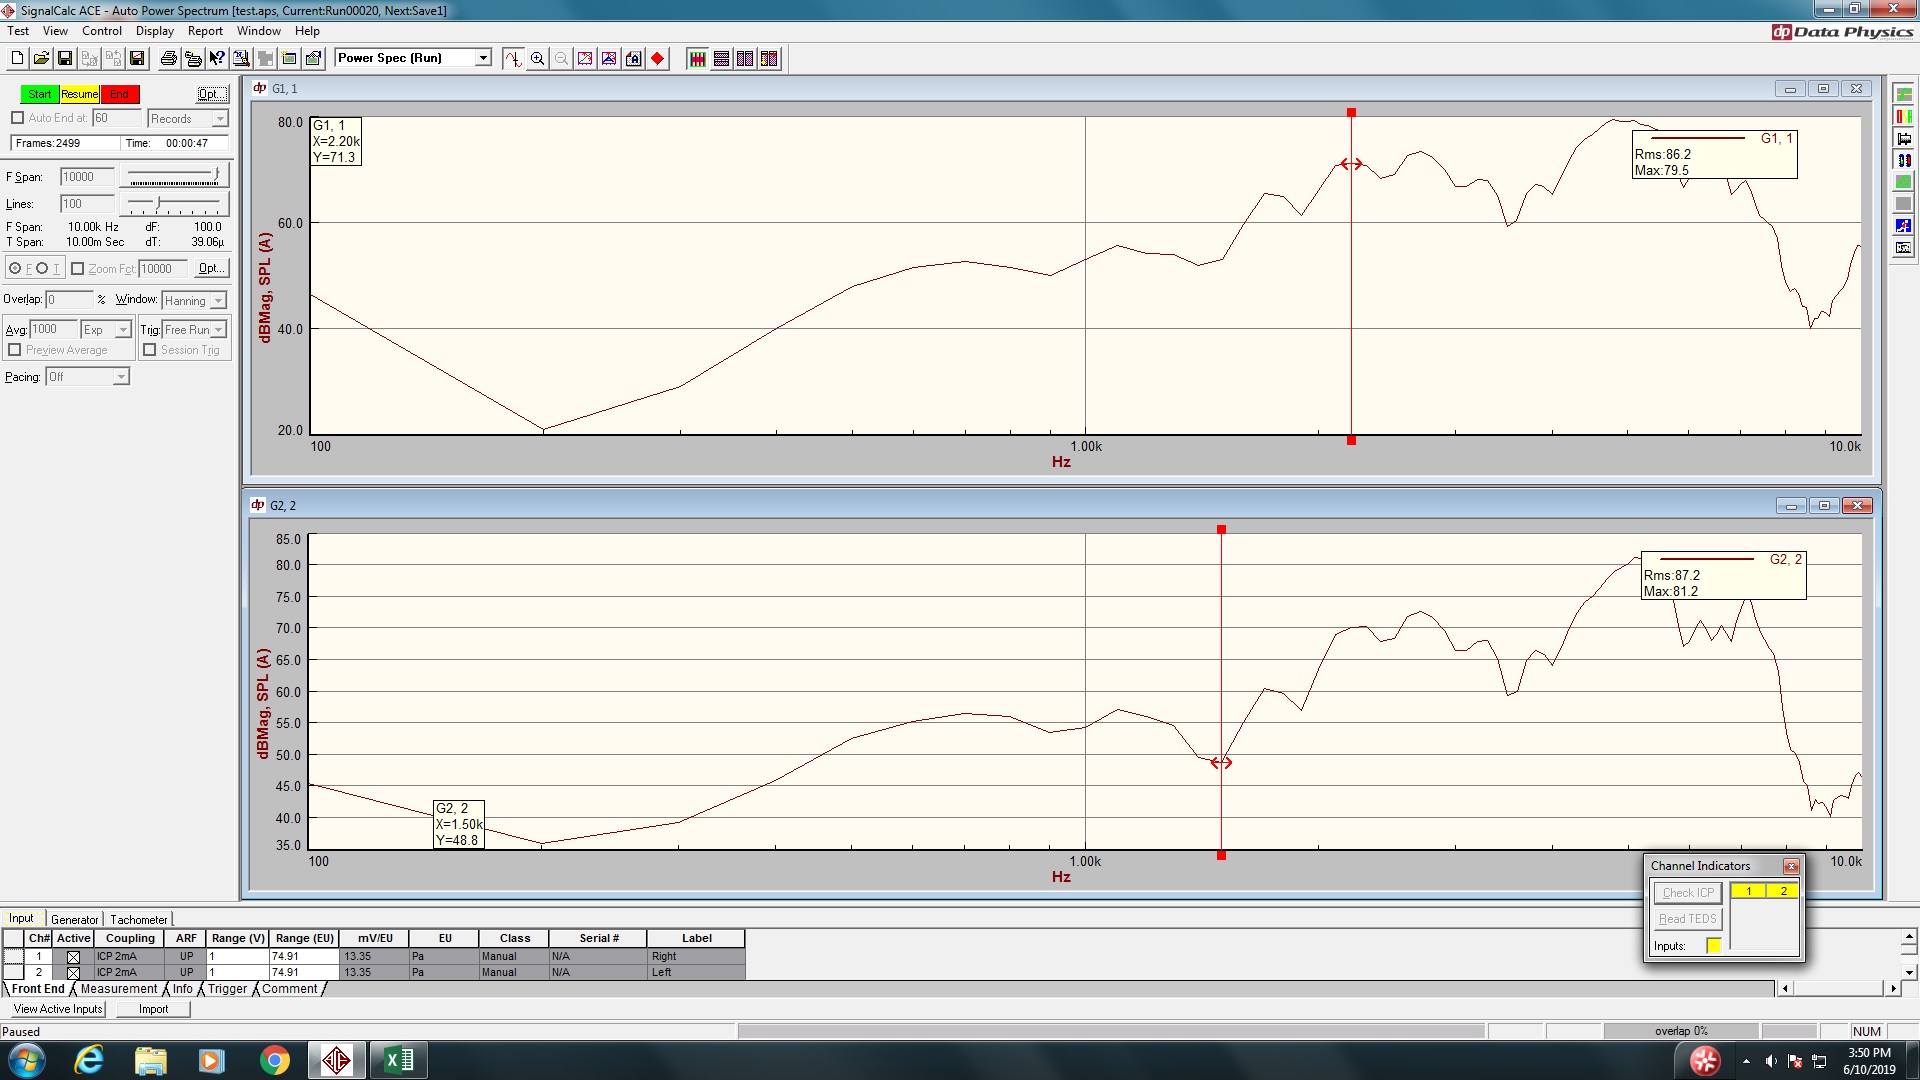 SignalCalc ACE - Auto Power Spectrum [test.aps, Current:Run00020, Next:Save1]
Test View Control Display Report Window Help
dp Data Physics
Power Spec (Run)
Start Resume End Opt...
Auto End at: 60 Records
Frames:2499 Time: 00:00:47
F Span: 10000
Lines: 100
F Span: 10.00k Hz dF: 100.0
T Span: 10.00m Sec dT: 39.06µ
F T Zoom Fct: 10000 Opt...
Overlap: 0 % Window: Hanning
Avg: 1000 Exp Trig: Free Run
Preview Average Session Trig
Pacing: Off
dp G1, 1
80.0
60.0
40.0
20.0
dBMag, SPL (A)
G1, 1
X=2.20k
Y=71.3
G1, 1
Rms:86.2
Max:79.5
100 1.00k 10.0k
Hz
dp G2, 2
85.0
80.0
75.0
70.0
65.0
60.0
55.0
50.0
45.0
40.0
35.0
dBMag, SPL (A)
G2, 2
Rms:87.2
Max:81.2
G2, 2
X=1.50k
Y=48.8
100 1.00k 10.0k
Hz
Channel Indicators
Check ICP 1 2
Read TEDS
Inputs:
Input Generator Tachometer
Ch# Active Coupling ARF Range (V) Range (EU) mV/EU EU Class Serial # Label
1 ICP 2mA UP 1 74.91 13.35 Pa Manual N/A Right
2 ICP 2mA UP 1 74.91 13.35 Pa Manual N/A Left
Front End Measurement Info Trigger Comment
View Active Inputs Import
Paused overlap 0% NUM
3:50 PM
6/10/2019